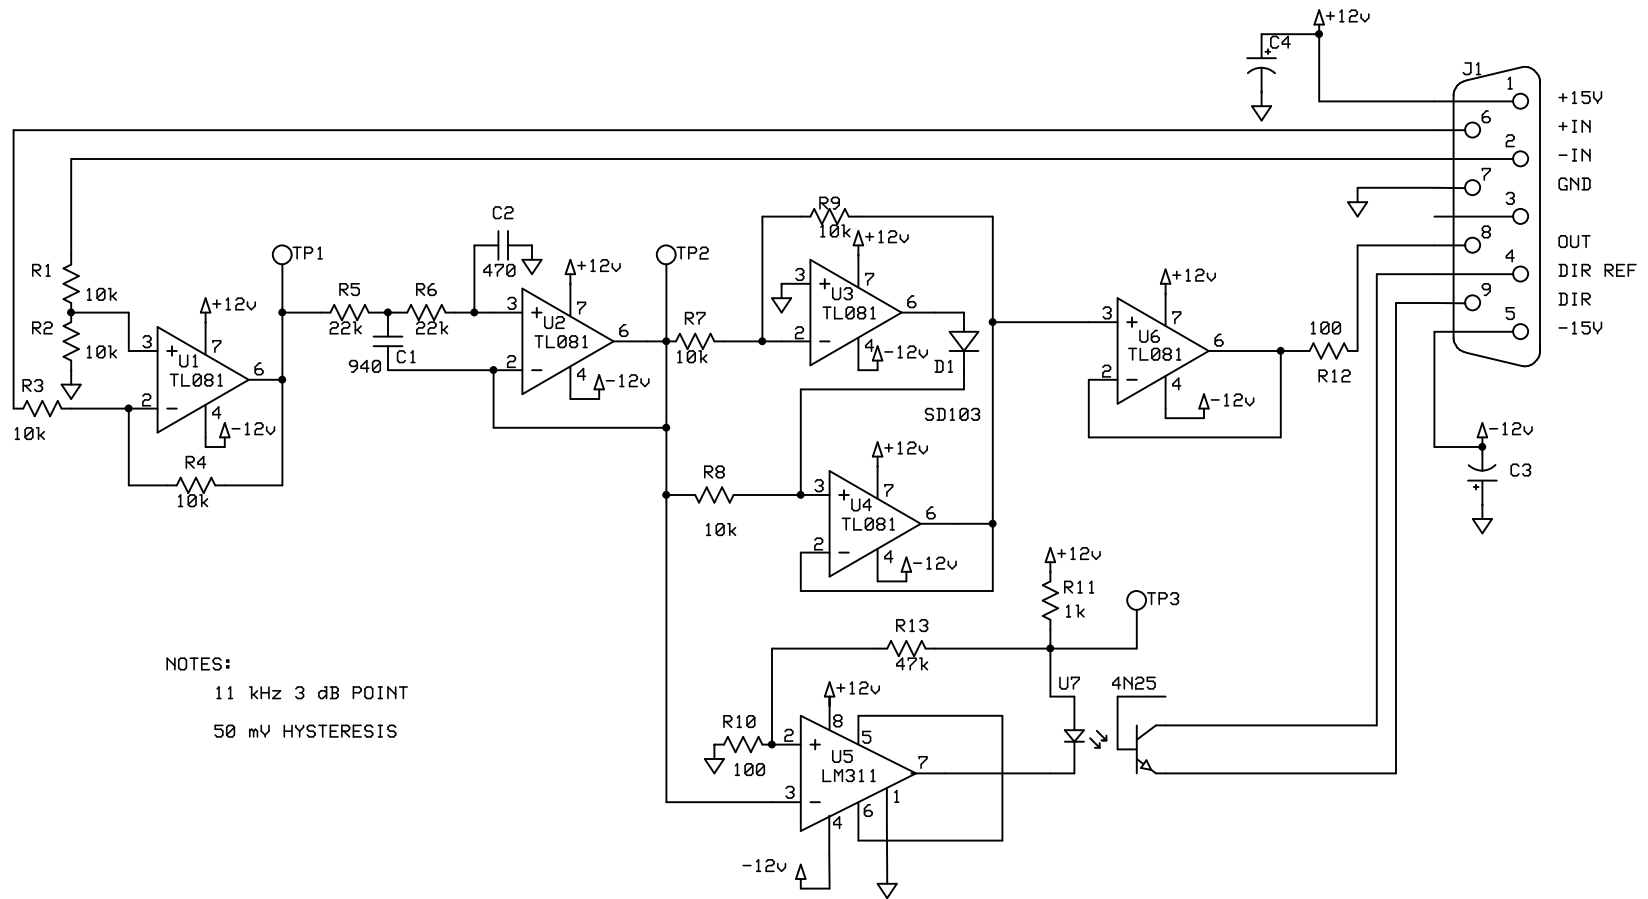 +12v
C4
+
J1
1
+15V
6
+IN
2
-IN
7
GND
3
8
OUT
4
DIR REF
9
DIR
5
-15V
-12v
C3
+
R1
10k
R2
10k
R3
10k
3
+
2
−
U1
TL081
+12v
7
6
4
-12v
R4
10k
TP1
R5
22k
R6
22k
C1
940
C2
470
3
+
2
−
U2
TL081
+12v
7
6
4
-12v
TP2
R7
10k
R9
10k
3
+
2
−
U3
TL081
+12v
7
6
4
-12v
D1
SD103
R8
10k
3
+
2
−
U4
TL081
+12v
7
6
4
-12v
3
+
2
−
U6
TL081
+12v
7
6
4
-12v
100
R12
+12v
R11
1k
TP3
R13
47k
R10
100
2
+
3
−
U5
LM311
+12v
8
5
7
1
6
4
-12v
U7
4N25
NOTES:
11 kHz 3 dB POINT
50 mV HYSTERESIS